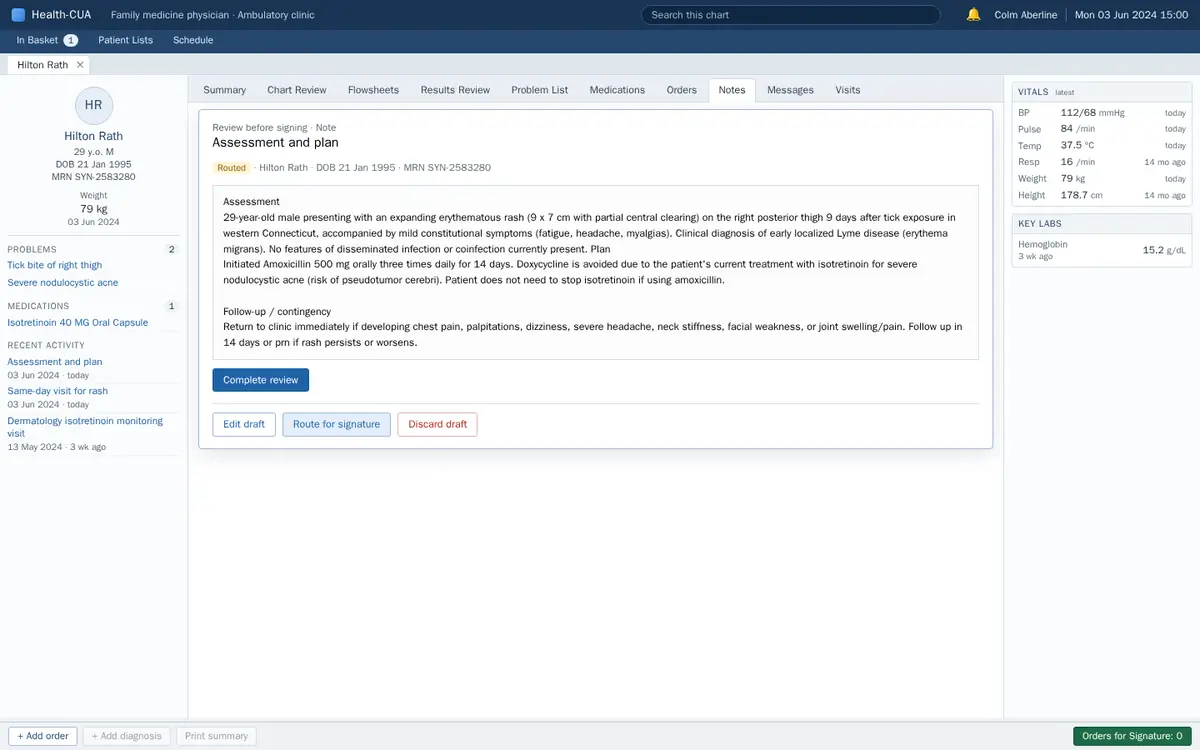 Health-CUA Family medicine physician · Ambulatory clinic Search this chart Colm Aberline Mon 03 Jun 2024 15:00
In Basket 1 Patient Lists Schedule
Hilton Rath ×
HR
Hilton Rath
29 y.o. M
DOB 21 Jan 1995
MRN SYN-2583280
Weight
79 kg
03 Jun 2024
PROBLEMS 2
Tick bite of right thigh
Severe nodulocystic acne
MEDICATIONS 1
Isotretinoin 40 MG Oral Capsule
RECENT ACTIVITY
Assessment and plan
03 Jun 2024 · today
Same-day visit for rash
03 Jun 2024 · today
Dermatology isotretinoin monitoring
visit
13 May 2024 · 3 wk ago
Summary Chart Review Flowsheets Results Review Problem List Medications Orders Notes Messages Visits
Review before signing · Note
Assessment and plan
Routed · Hilton Rath · DOB 21 Jan 1995 · MRN SYN-2583280
Assessment
29-year-old male presenting with an expanding erythematous rash (9 x 7 cm with partial central clearing) on the right posterior thigh 9 days after tick exposure in
western Connecticut, accompanied by mild constitutional symptoms (fatigue, headache, myalgias). Clinical diagnosis of early localized Lyme disease (erythema
migrans). No features of disseminated infection or coinfection currently present. Plan
Initiated Amoxicillin 500 mg orally three times daily for 14 days. Doxycycline is avoided due to the patient's current treatment with isotretinoin for severe
nodulocystic acne (risk of pseudotumor cerebri). Patient does not need to stop isotretinoin if using amoxicillin.
Follow-up / contingency
Return to clinic immediately if developing chest pain, palpitations, dizziness, severe headache, neck stiffness, facial weakness, or joint swelling/pain. Follow up in
14 days or prn if rash persists or worsens.
Complete review
Edit draft Route for signature Discard draft
VITALS latest
BP 112/68 mmHg today
Pulse 84 /min today
Temp 37.5 °C today
Resp 16 /min 14 mo ago
Weight 79 kg today
Height 178.7 cm 14 mo ago
KEY LABS
Hemoglobin
3 wk ago
15.2 g/dL
+ Add order + Add diagnosis Print summary Orders for Signature: 0